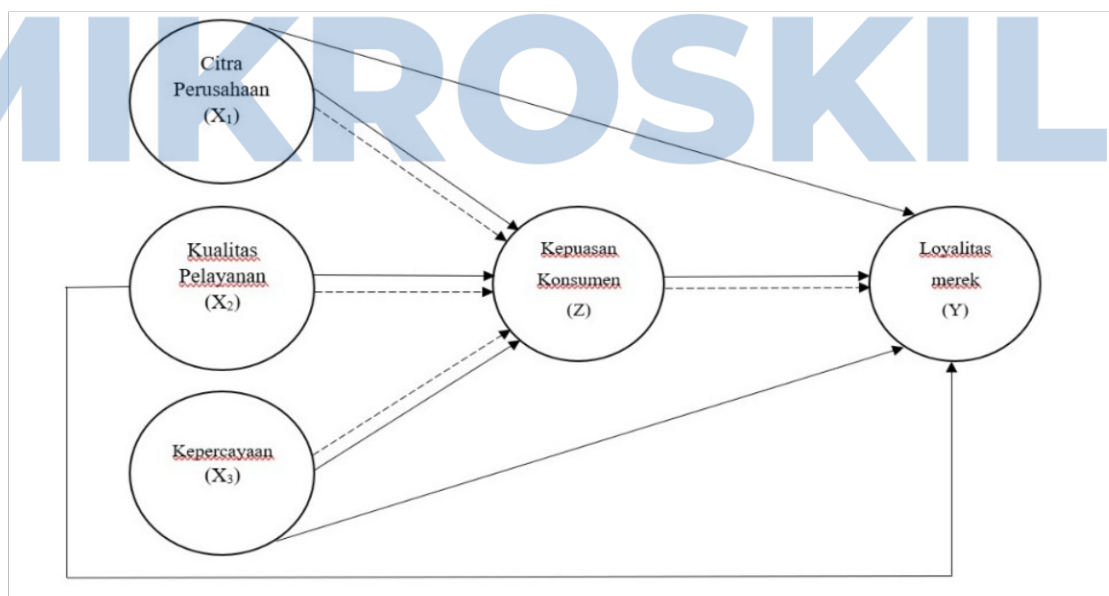 MIKROSKIL
Citra
Perusahaan
(X₁)
Kualitas
Pelayanan
(X₂)
Kepercayaan
(X₃)
Kepuasan
Konsumen
(Z)
Loyalitas
merek
(Y)